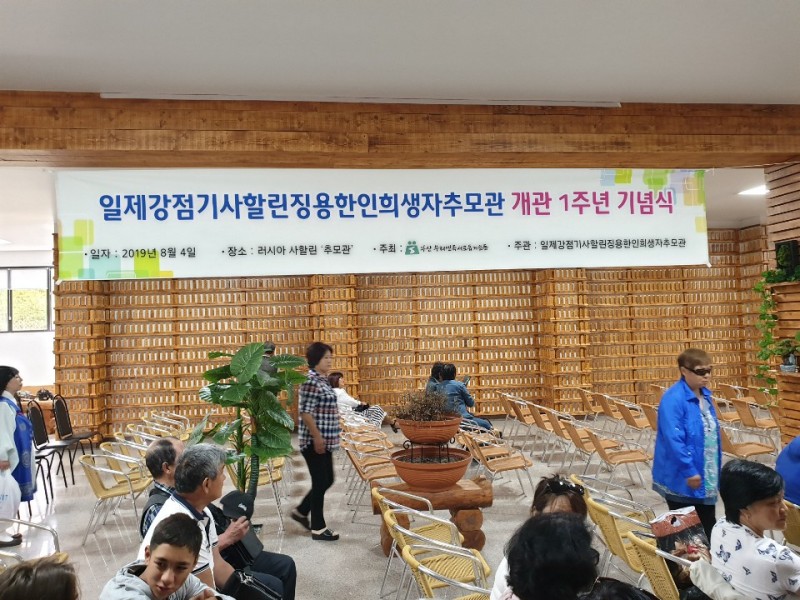 일제강점기사할린징용한인희생자추모관 개관 1주년 기념식
• 일자 : 2019년 8월 4일 • 장소 : 러시아 사할린 '추모관' • 주최 : • 주관 : 일제강점기사할린징용한인희생자추모관